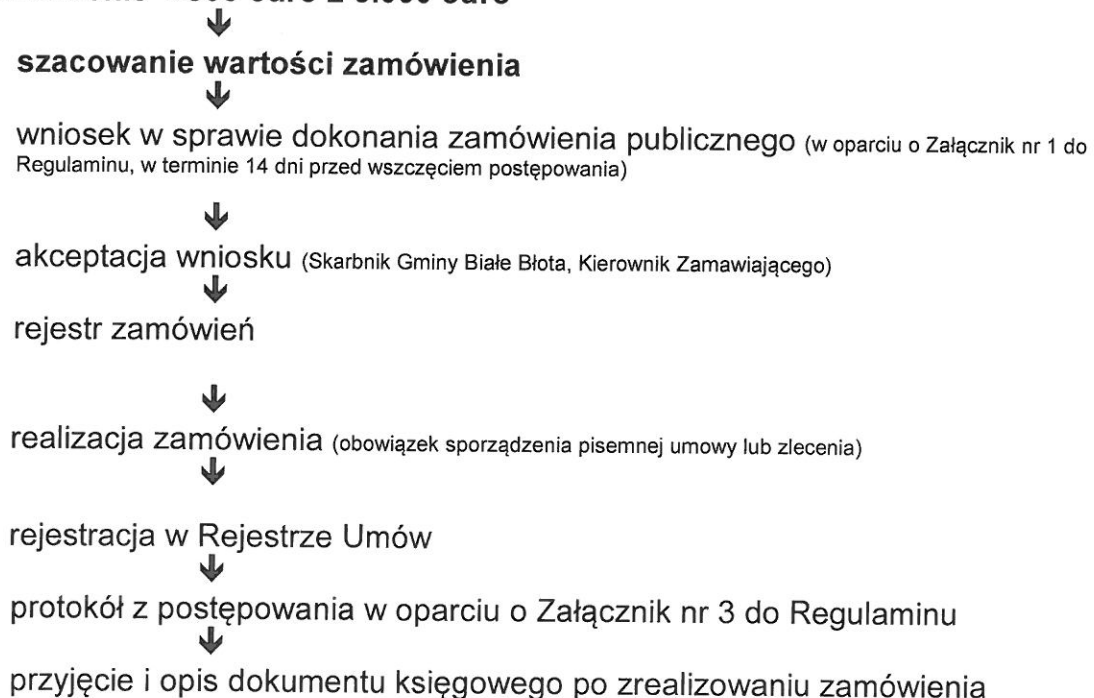 szacowanie wartości zamówienia
wniosek w sprawie dokonania zamówienia publicznego (w oparciu o Załącznik nr 1 do
Regulaminu, w terminie 14 dni przed wszczęciem postępowania)
akceptacja wniosku (Skarbnik Gminy Białe Błota, Kierownik Zamawiającego)
rejestr zamówień
realizacja zamówienia (obowiązek sporządzenia pisemnej umowy lub zlecenia)
rejestracja w Rejestrze Umów
protokół z postępowania w oparciu o Załącznik nr 3 do Regulaminu
przyjęcie i opis dokumentu księgowego po zrealizowaniu zamówienia